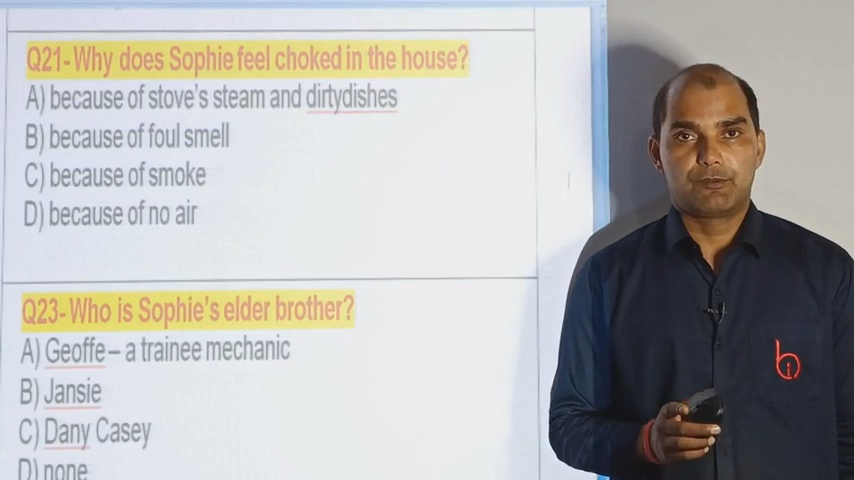 Q21- Why does Sophie feel choked in the house?
A) because of stove's steam and dirtydishes
B) because of foul smell
C) because of smoke
D) because of no air
Q23- Who is Sophie's elder brother?
A) Geoffe – a trainee mechanic
B) Jansie
C) Dany Casey
D) none